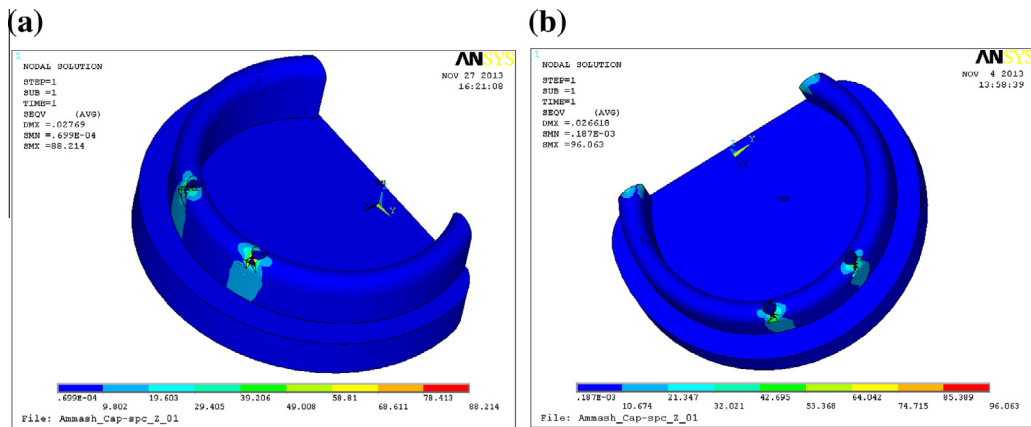 (a)
1
NODAL SOLUTION
STEP=1
SUB =1
TIME=1
SEQV (AVG)
DMX =.02769
SMN =.699E-04
SMX =88.214
ANSYS
NOV 27 2013
16:21:08
Y
.699E-04 19.603 39.206 58.81 78.413
9.802 29.405 49.008 68.611 88.214
File: Ammash_Cap-spc_Z_01
(b)
1
NODAL SOLUTION
STEP=1
SUB =1
TIME=1
SEQV (AVG)
DMX =.026618
SMN =.187E-03
SMX =96.063
ANSYS
NOV 4 2013
13:58:39
Y
X
MN
.187E-03 21.347 42.695 64.042 85.389
10.674 32.021 53.368 74.715 96.063
File: Ammash_Cap-spc_Z_01